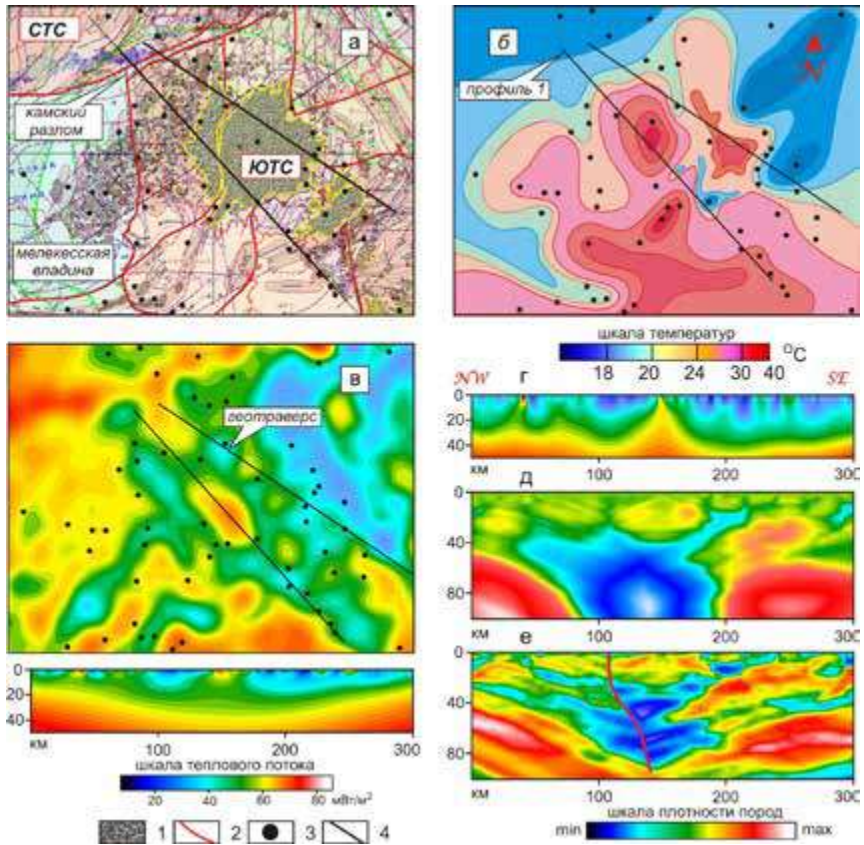 СТС
а
камский
разлом
ЮТС
мелекесская
впадина
б
профиль 1
N
шкала температур
°C
18 20 24 30 40
в
геотраверс
0
20
40
км
100 200 300
шкала теплового потока
20 40 60 80 мВт/м²
1 2 3 4
NW г SE
0
20
40
км 100 200 300
д
0
40
80
км 100 200 300
е
0
40
80
км 100 200 300
шкала плотности пород
min max